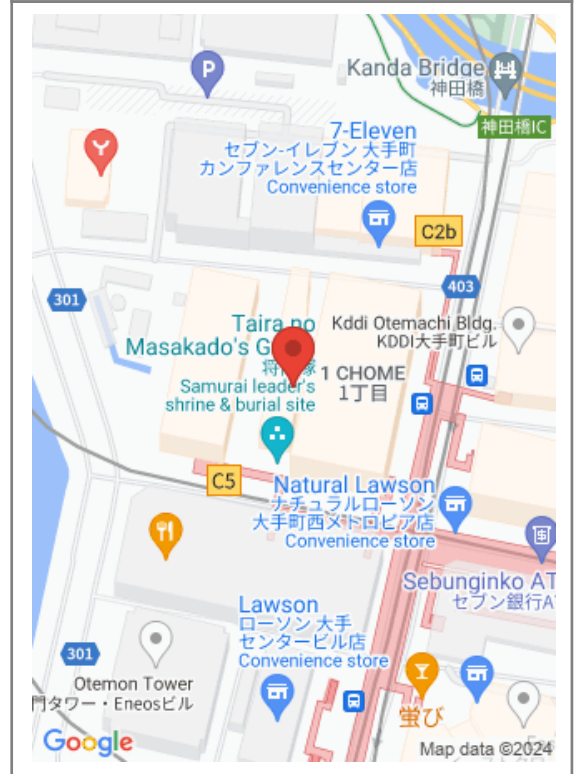 Kanda Bridge
神田橋
P
神田橋IC
7-Eleven
セブン-イレブン 大手町
カンファレンスセンター店
Convenience store
C2b
301
403
Taira no
Masakado's G
Samurai leader's
shrine & burial site
Kddi Otemachi Bldg.
KDDI大手町ビル
1 CHOME
1丁目
C5
Natural Lawson
ナチュラルローソン
大手町西メトロピア店
Convenience store
Sebunginko AT
セブン銀行A
Lawson
ローソン 大手
センタービル店
Convenience store
301
Otemon Tower
門タワー・Eneosビル
蛍び
Google
Map data ©2024